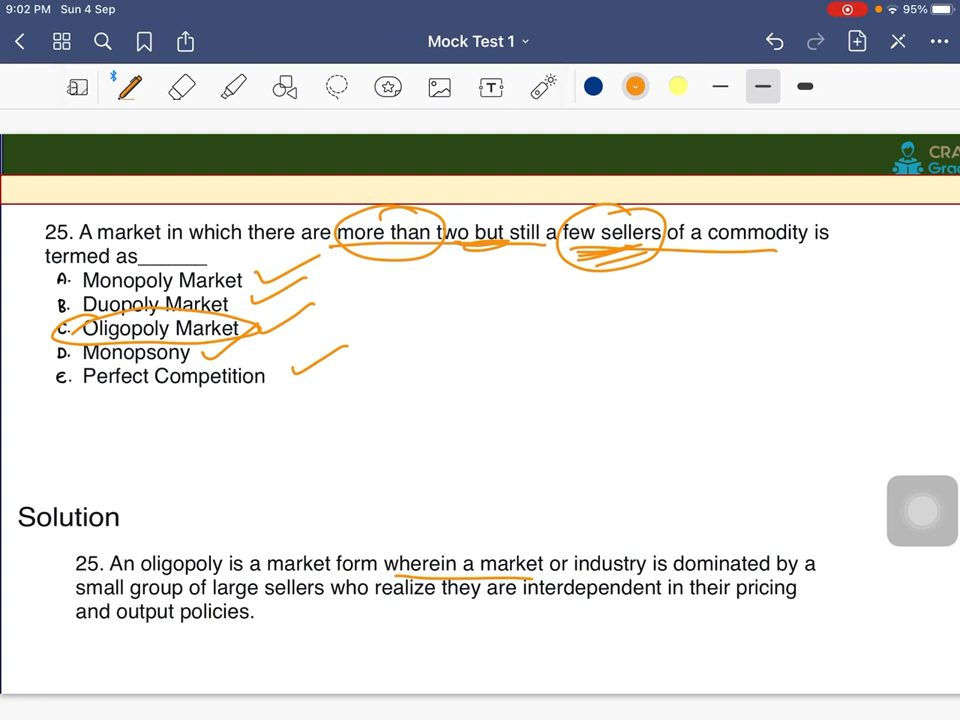 9:02 PM Sun 4 Sep
95%
Mock Test 1
T
CRA
Grac
25. A market in which there are more than two but still a few sellers of a commodity is
termed as______
A. Monopoly Market
B. Duopoly Market
C. Oligopoly Market
D. Monopsony
E. Perfect Competition
Solution
25. An oligopoly is a market form wherein a market or industry is dominated by a
small group of large sellers who realize they are interdependent in their pricing
and output policies.